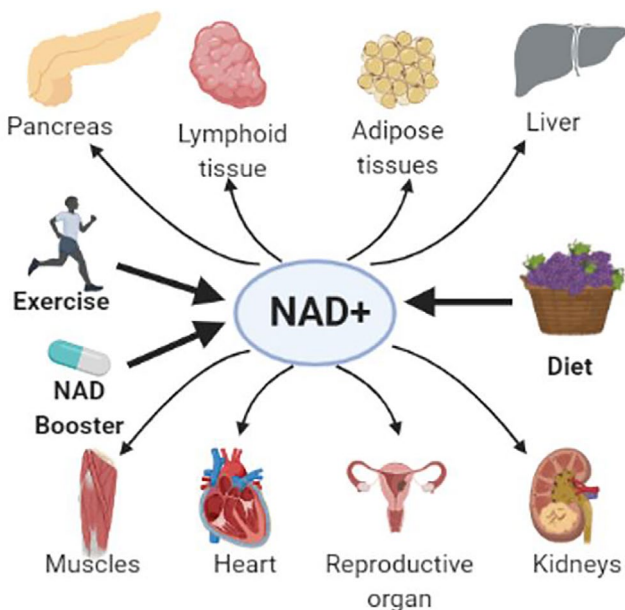 Pancreas
Lymphoid
tissue
Adipose
tissues
Liver
Exercise
NAD+
Diet
NAD
Booster
Muscles
Heart
Reproductive
organ
Kidneys